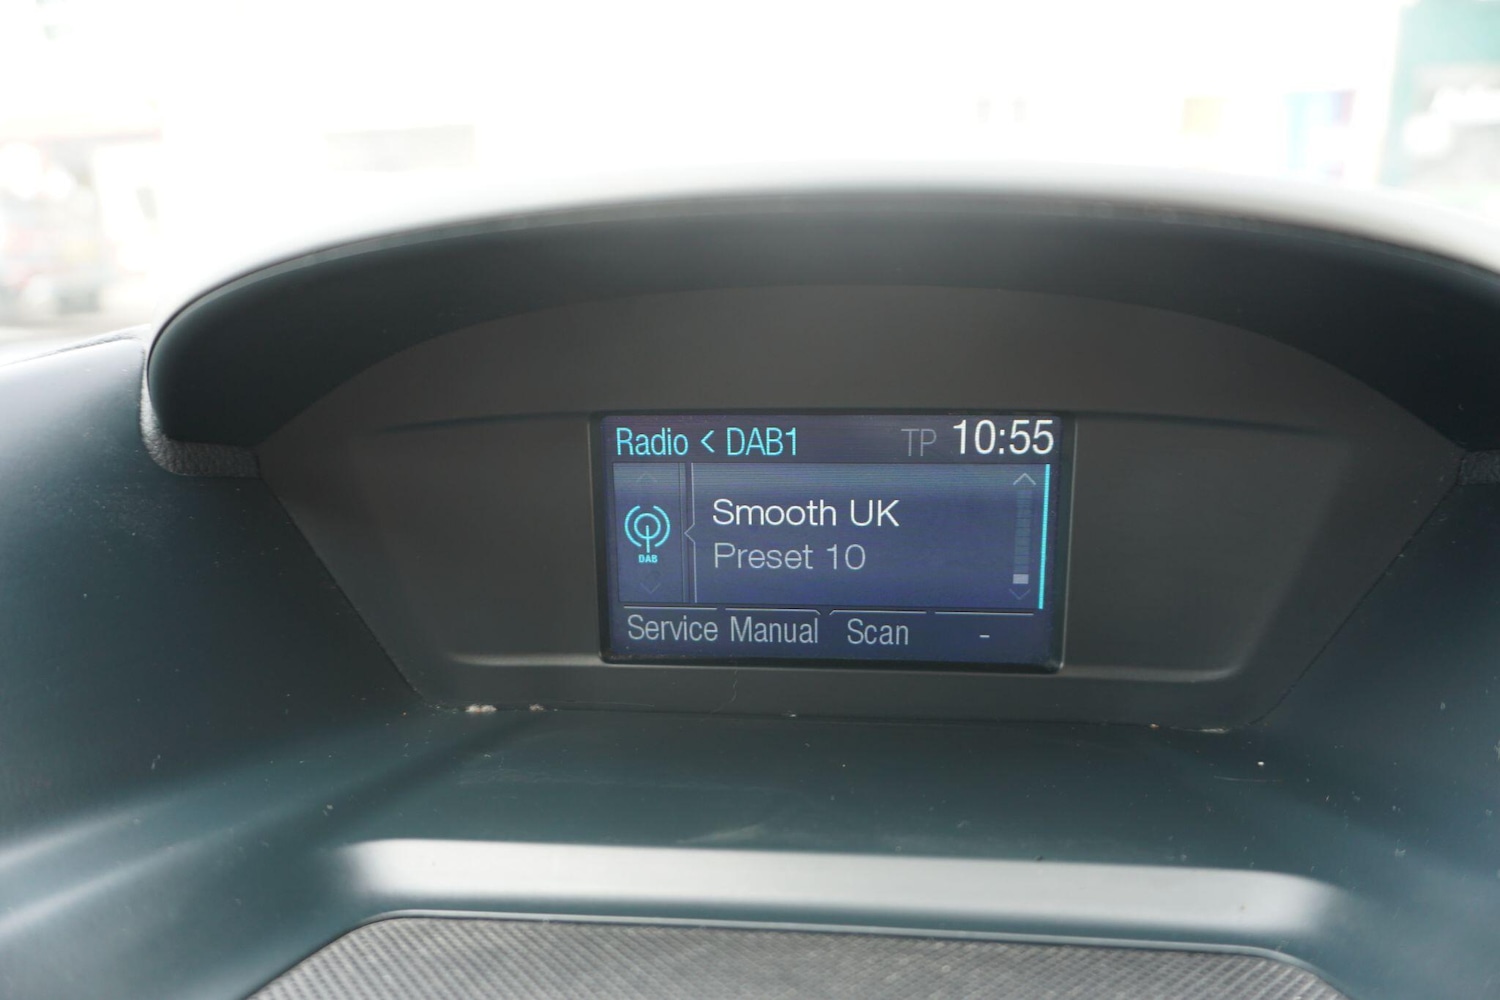 Radio < DAB1 TP 10:55
Smooth UK
DAB
Preset 10
Service Manual Scan -